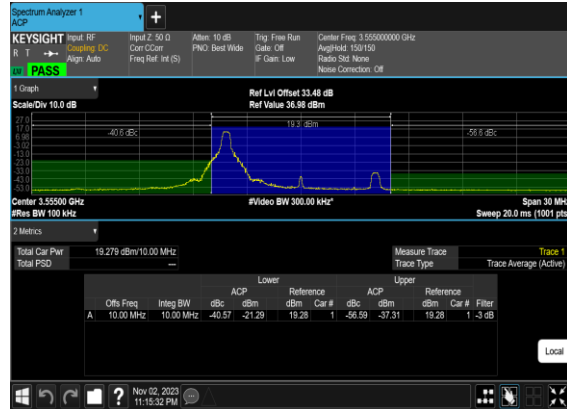 Spectrum Analyzer 1
ACP
+
KEYSIGHT Input: RF Input Z: 50 Ω Atten: 10 dB Trig: Free Run Center Freq: 3.555000000 GHz
R T Coupling: DC Corr CCorr PNO: Best Wide Gate: Off Avg|Hold: 150/150
Align: Auto Freq Ref: Int (S) IF Gain: Low Radio Std: None
PASS Noise Correction: Off
1 Graph Ref Lvl Offset 33.48 dB
Scale/Div 10.0 dB Ref Value 36.98 dBm
27.0
17.0 -40.6 dBc 19.3 dBm -56.6 dBc
6.98
-3.02
-13.0
-23.0
-33.0
-43.0
-53.0
Center 3.55500 GHz #Video BW 300.00 kHz* Span 30 MHz
#Res BW 100 kHz Sweep 20.0 ms (1001 pts
2 Metrics
Total Car Pwr 19.279 dBm/10.00 MHz Measure Trace Trace 1
Total PSD --- Trace Type Trace Average (Active)
Lower Upper
ACP Reference ACP Reference
Offs Freq Integ BW dBc dBm dBm Car # dBc dBm dBm Car # Filter
A 10.00 MHz 10.00 MHz -40.57 -21.29 19.28 1 -56.59 -37.31 19.28 1 -3 dB
Local
? Nov 02, 2023
11:15:32 PM